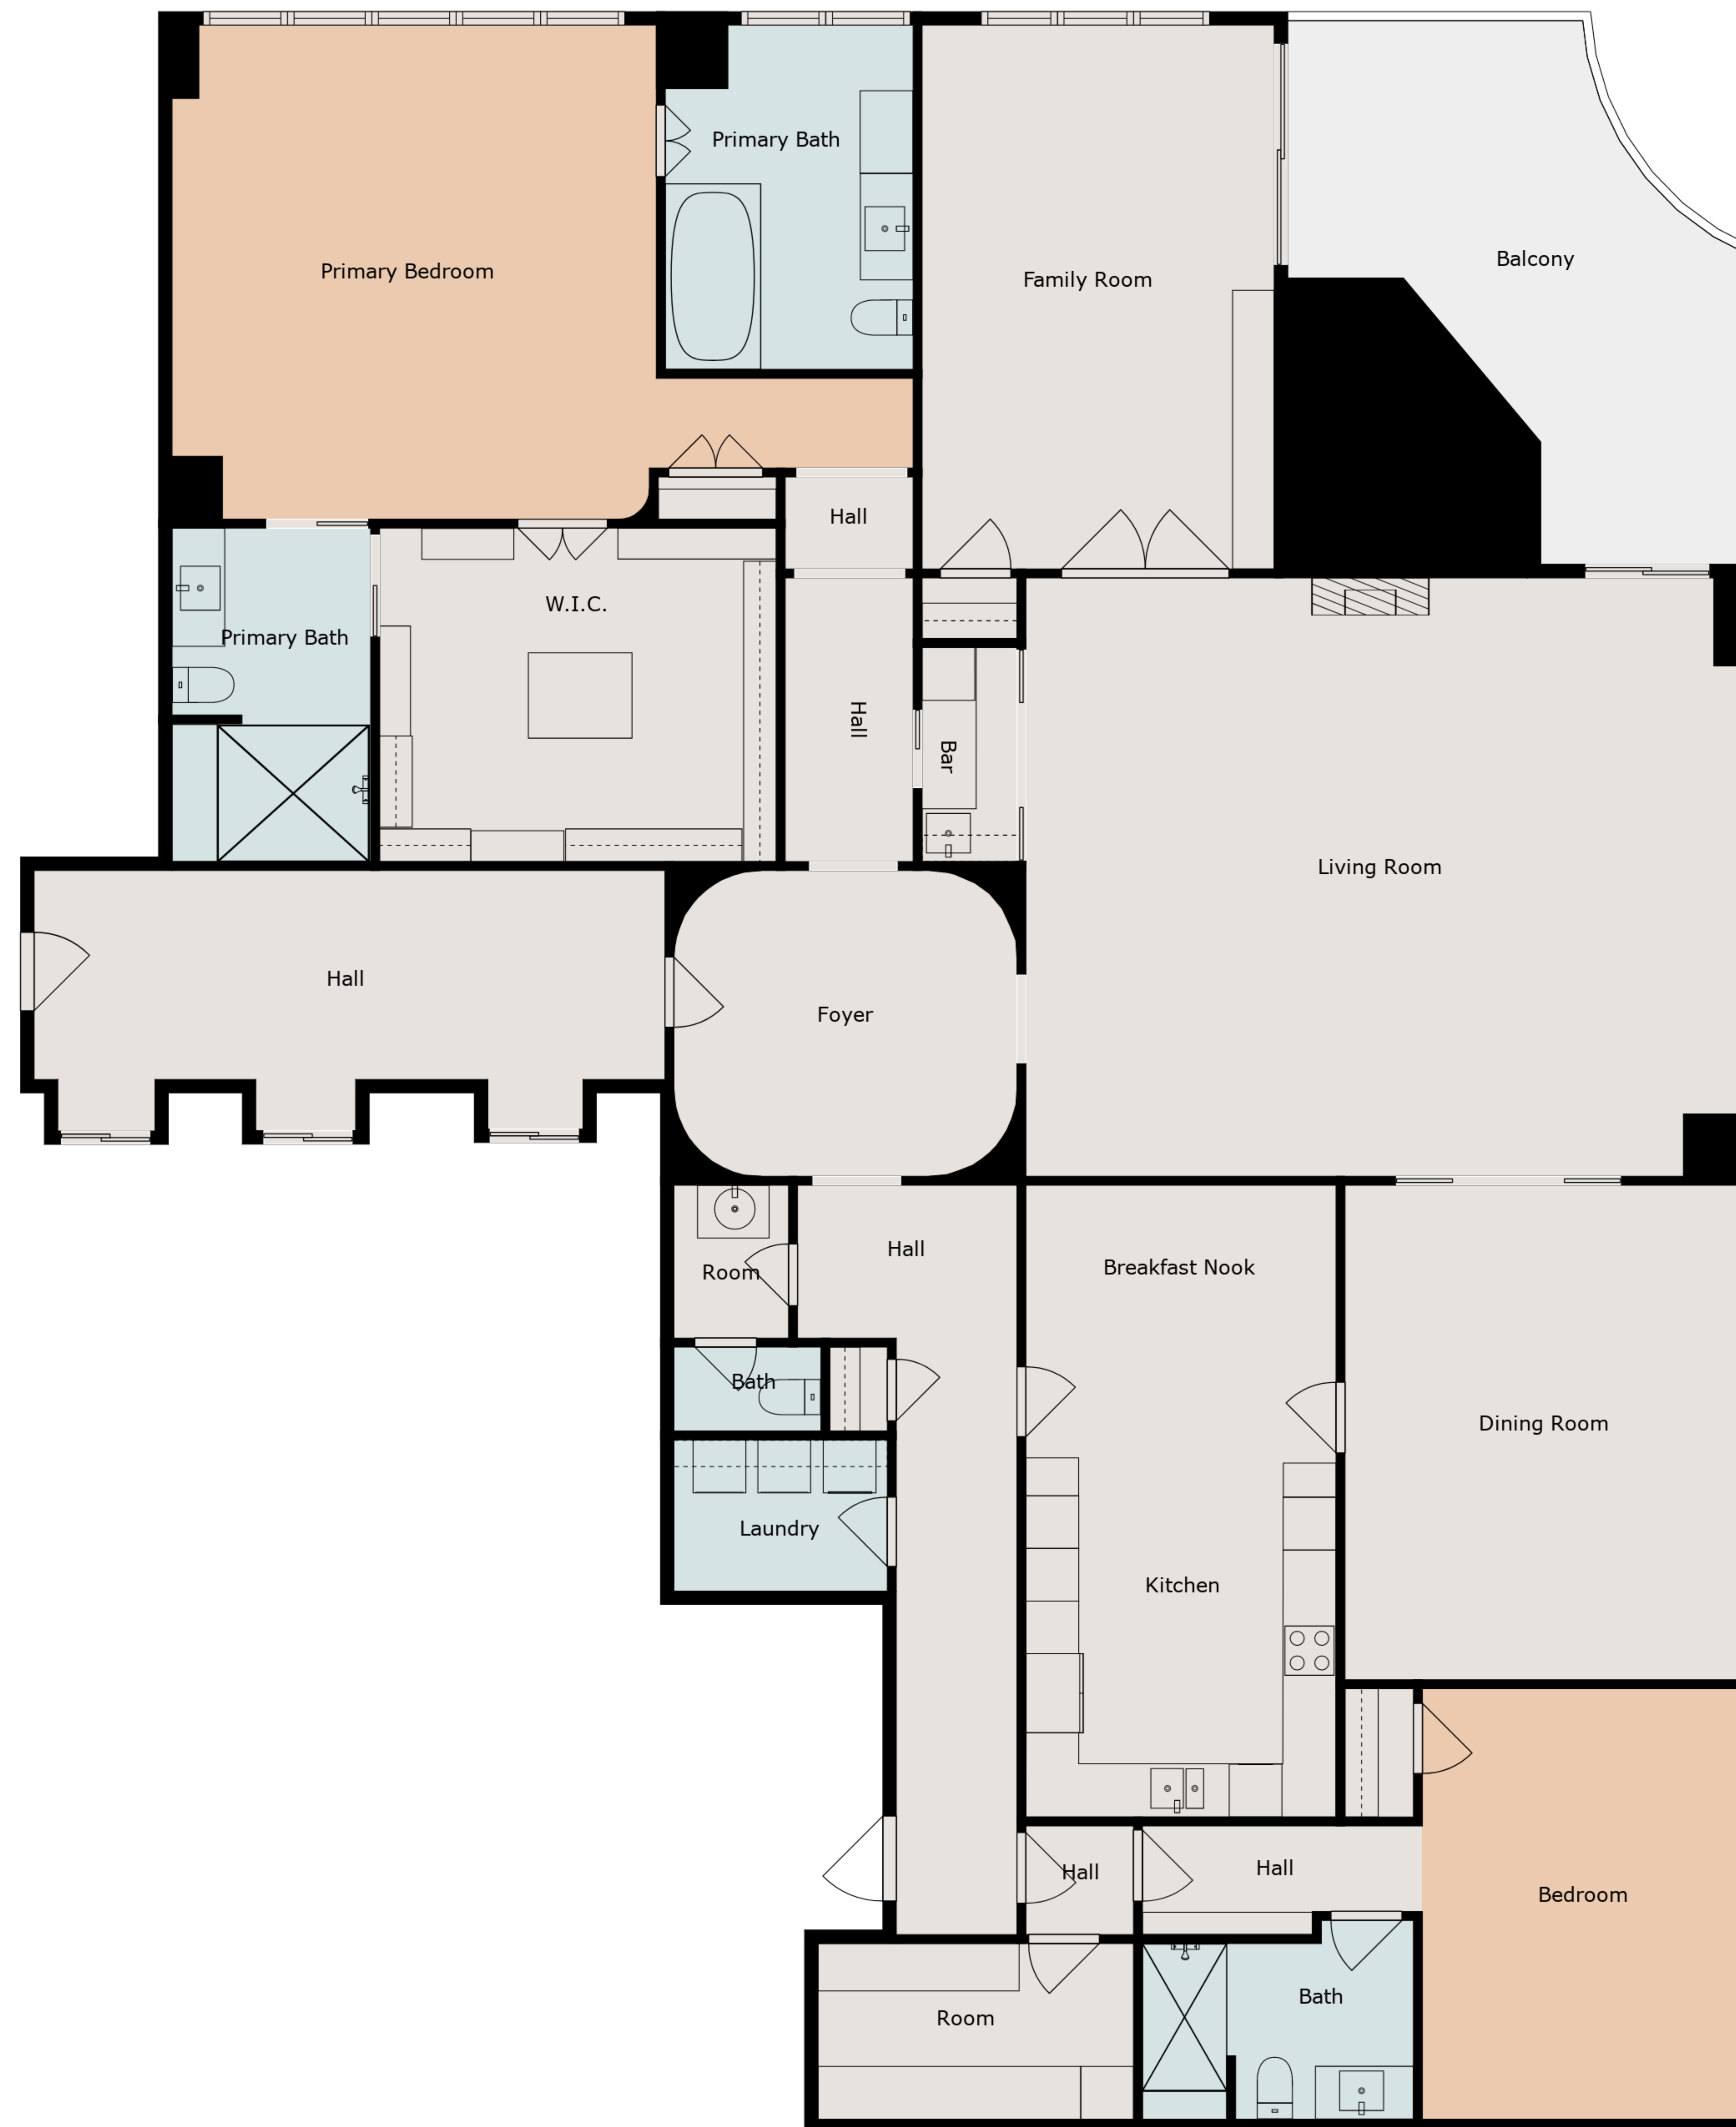 Primary Bath
Primary Bedroom
Family Room
Balcony
Hall
W.I.C.
Primary Bath
Hall
Bar
Living Room
Hall
Foyer
Hall
Room
Breakfast Nook
Bath
Dining Room
Laundry
Kitchen
Hall
Hall
Bedroom
Bath
Room